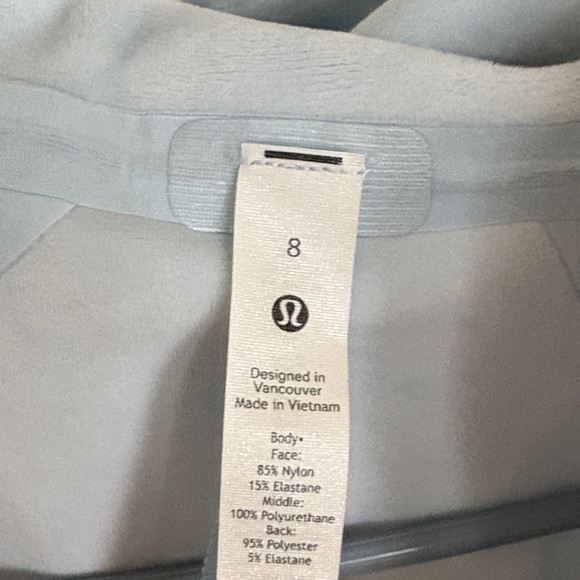 8
Designed in
Vancouver
Made in Vietnam
Body•
Face:
85% Nylon
15% Elastane
Middle:
100% Polyurethane
Back:
95% Polyester
5% Elastane